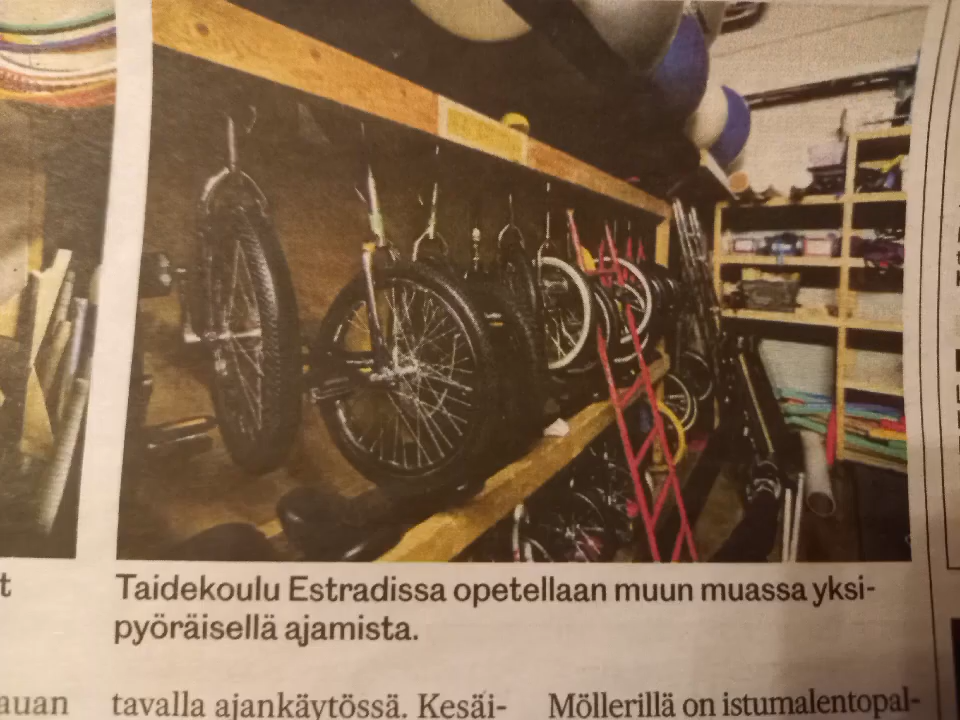 Taidekoulu Estradissa opetellaan muun muassa yksi-
pyöräisellä ajamista.
auan
tavalla ajankäytössä. Kesäi-
Möllerillä on istumalentopal-